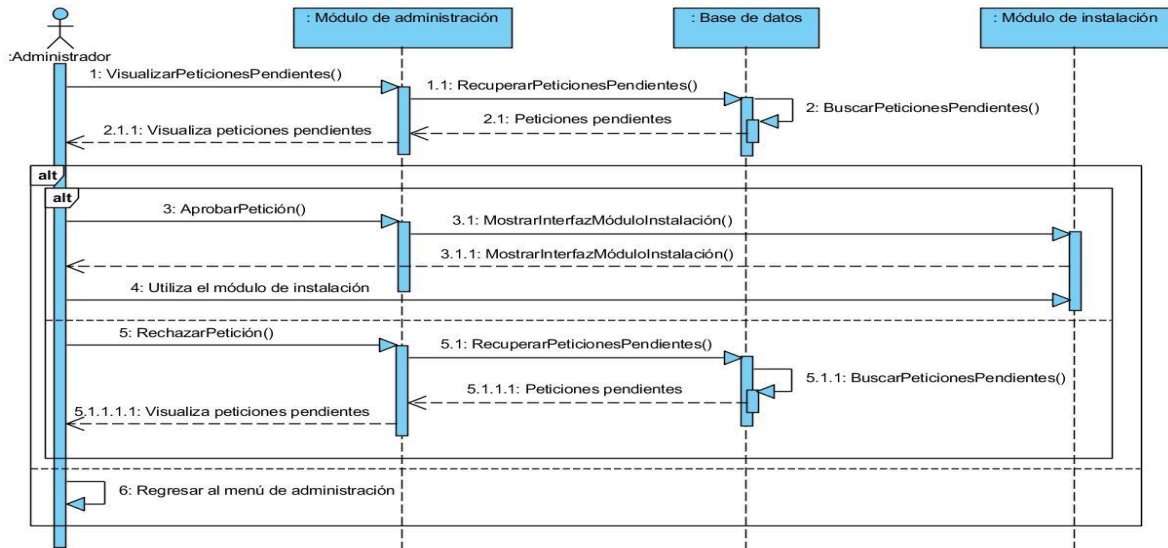 : Módulo de administración
: Base de datos
: Módulo de instalación
:Administrador
1: VisualizarPeticionesPendientes()
1.1: RecuperarPeticionesPendientes()
2: BuscarPeticionesPendientes()
2.1: Peticiones pendientes
2.1.1: Visualiza peticiones pendientes
alt
alt
3: AprobarPetición()
3.1: MostrarInterfazMóduloInstalación()
3.1.1: MostrarInterfazMóduloInstalación()
4: Utiliza el módulo de instalación
5: RechazarPetición()
5.1: RecuperarPeticionesPendientes()
5.1.1: BuscarPeticionesPendientes()
5.1.1.1: Peticiones pendientes
5.1.1.1.1: Visualiza peticiones pendientes
6: Regresar al menú de administración